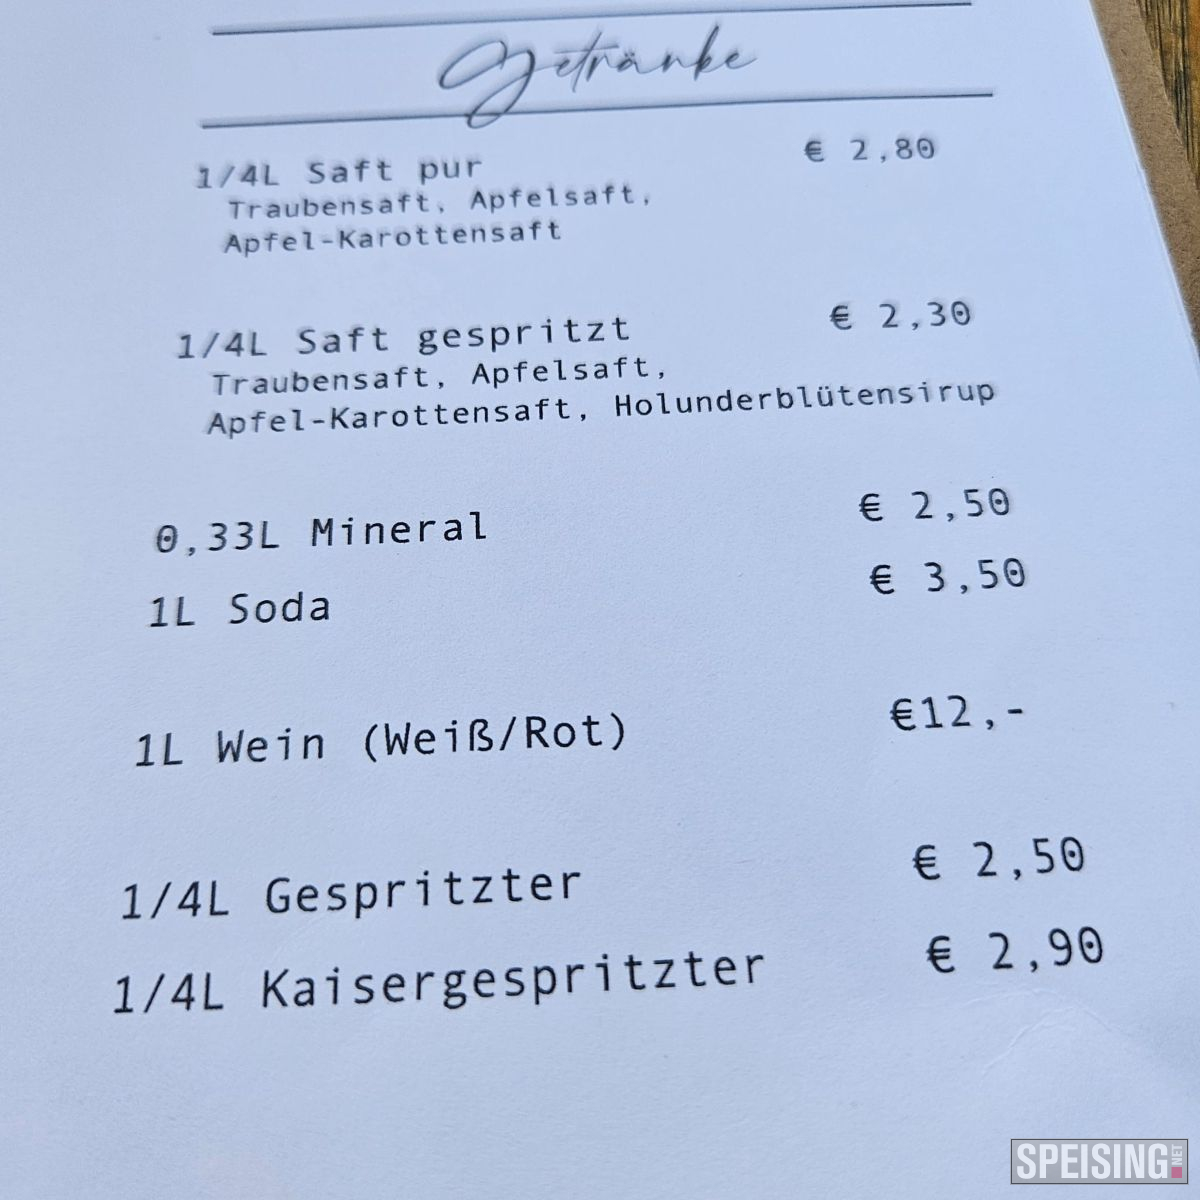 Getränke
1/4L Saft pur € 2,80
Traubensaft, Apfelsaft,
Apfel-Karottensaft
1/4L Saft gespritzt € 2,30
Traubensaft, Apfelsaft,
Apfel-Karottensaft, Holunderblütensirup
0,33L Mineral € 2,50
1L Soda € 3,50
1L Wein (Weiß/Rot) €12,-
1/4L Gespritzter € 2,50
1/4L Kaisergespritzter € 2,90
SPEISING.NET